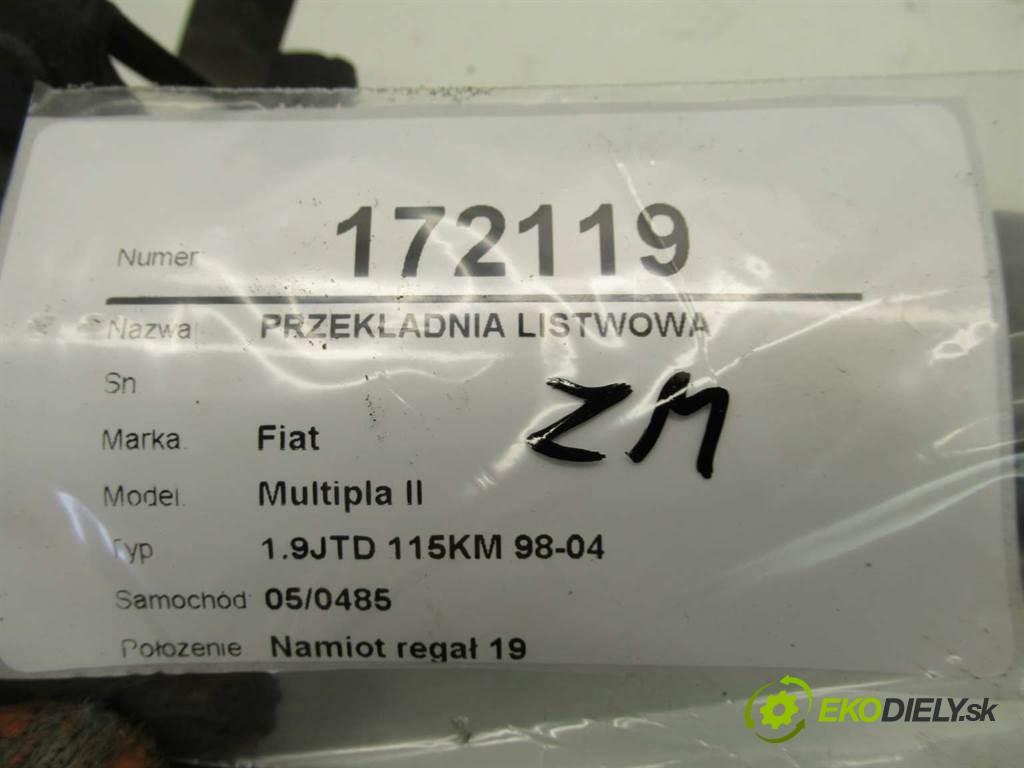 Numer 172119
Nazwa PRZEKŁADNIA LISTWOWA
Sn
ZM
Marka. Fiat
Model. Multipla II
Typ 1.9JTD 115KM 98-04
Samochód 05/0485
Położenie Namiot regał 19
EKODIELY.sk